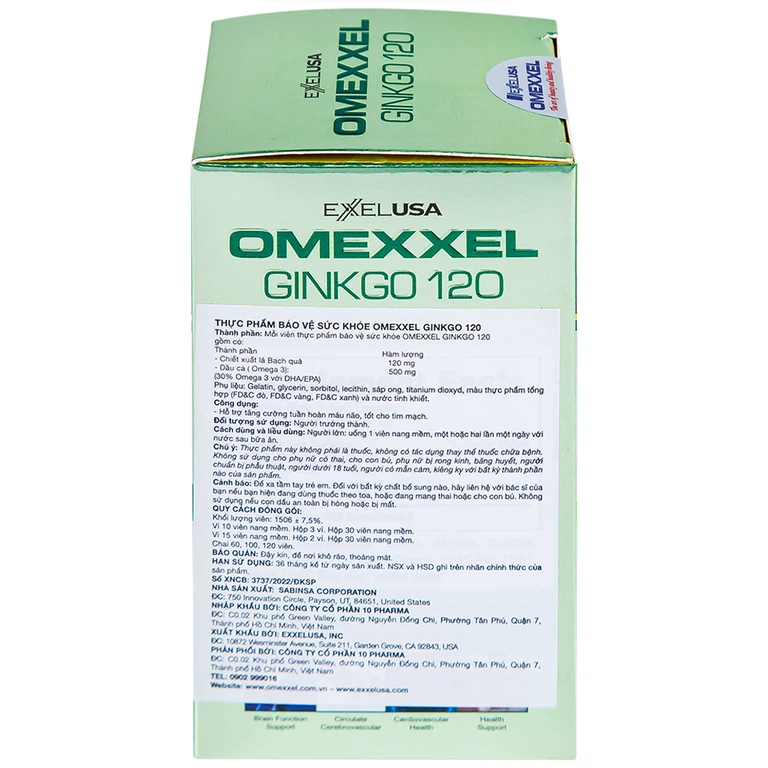 EXXELUSA
OMEXXEL
GINKGO 120
EXXELUSA
OMEXXEL
The art of beauty and healthy living
EXXELUSA
OMEXXEL
GINKGO 120
THỰC PHẨM BẢO VỆ SỨC KHỎE OMEXXEL GINKGO 120
Thành phần: Mỗi viên thực phẩm bảo vệ sức khỏe OMEXXEL GINKGO 120
gồm có:
Thành phần Hàm lượng
- Chiết xuất lá Bạch quả 120 mg
- Dầu cá ( Omega 3): 500 mg
(30% Omega 3 với DHA/EPA)
Phụ liệu: Gelatin, glycerin, sorbitol, lecithin, sáp ong, titanium dioxyd, màu thực phẩm tổng
hợp (FD&C đỏ, FD&C vàng, FD&C xanh) và nước tinh khiết.
Công dụng:
- Hỗ trợ tăng cường tuần hoàn máu não, tốt cho tim mạch.
Đối tượng sử dụng: Người trưởng thành.
Cách dùng và liều dùng: Người lớn: uống 1 viên nang mềm, một hoặc hai lần một ngày với
nước sau bữa ăn.
Chú ý: Thực phẩm này không phải là thuốc, không có tác dụng thay thế thuốc chữa bệnh.
Không sử dụng cho phụ nữ có thai, cho con bú, phụ nữ bị rong kinh, băng huyết, người
chuẩn bị phẫu thuật, người dưới 18 tuổi, người có mẫn cảm, kiêng kỵ với bất kỳ thành phần
nào của sản phẩm.
Cảnh báo: Để xa tầm tay trẻ em. Đối với bất kỳ chất bổ sung nào, hãy liên hệ với bác sĩ của
bạn nếu bạn hiện đang dùng thuốc theo toa, hoặc đang mang thai hoặc cho con bú. Không
sử dụng nếu con dấu an toàn bị hỏng hoặc bị mất.
QUY CÁCH ĐÓNG GÓI:
Khối lượng viên: 1506 ± 7,5%.
Vỉ 10 viên nang mềm. Hộp 3 vỉ. Hộp 30 viên nang mềm.
Vỉ 15 viên nang mềm. Hộp 2 vỉ. Hộp 30 viên nang mềm.
Chai 60, 100, 120 viên.
BẢO QUẢN: Đậy kín, để nơi khô ráo, thoáng mát.
HẠN SỬ DỤNG: 36 tháng kể từ ngày sản xuất. NSX và HSD ghi trên nhãn chính thức của
sản phẩm.
Số XNCB: 3737/2022/ĐKSP
NHÀ SẢN XUẤT: SABINSA CORPORATION
ĐC: 750 Innovation Circle, Payson, UT, 84651, United States
NHẬP KHẨU BỞI: CÔNG TY CỔ PHẦN 10 PHARMA
ĐC: C0.02 Khu phố Green Valley, đường Nguyễn Đổng Chi, Phường Tân Phú, Quận 7,
Thành phố Hồ Chí Minh, Việt Nam
XUẤT KHẨU BỞI: EXXELUSA, INC
ĐC: 10872 Wesminster Avenue, Suite 211, Garden Grove, CA 92843, USA
PHÂN PHỐI BỞI: CÔNG TY CỔ PHẦN 10 PHARMA
ĐC: C0.02 Khu phố Green Valley, đường Nguyễn Đổng Chi, Phường Tân Phú, Quận 7,
Thành phố Hồ Chí Minh, Việt Nam
TEL: 0902 999016
Website: www.omexxel.com.vn – www.exxelusa.com
Brain Function Circulate Cardiovascular Health
Support Cerebrovascular Health Support